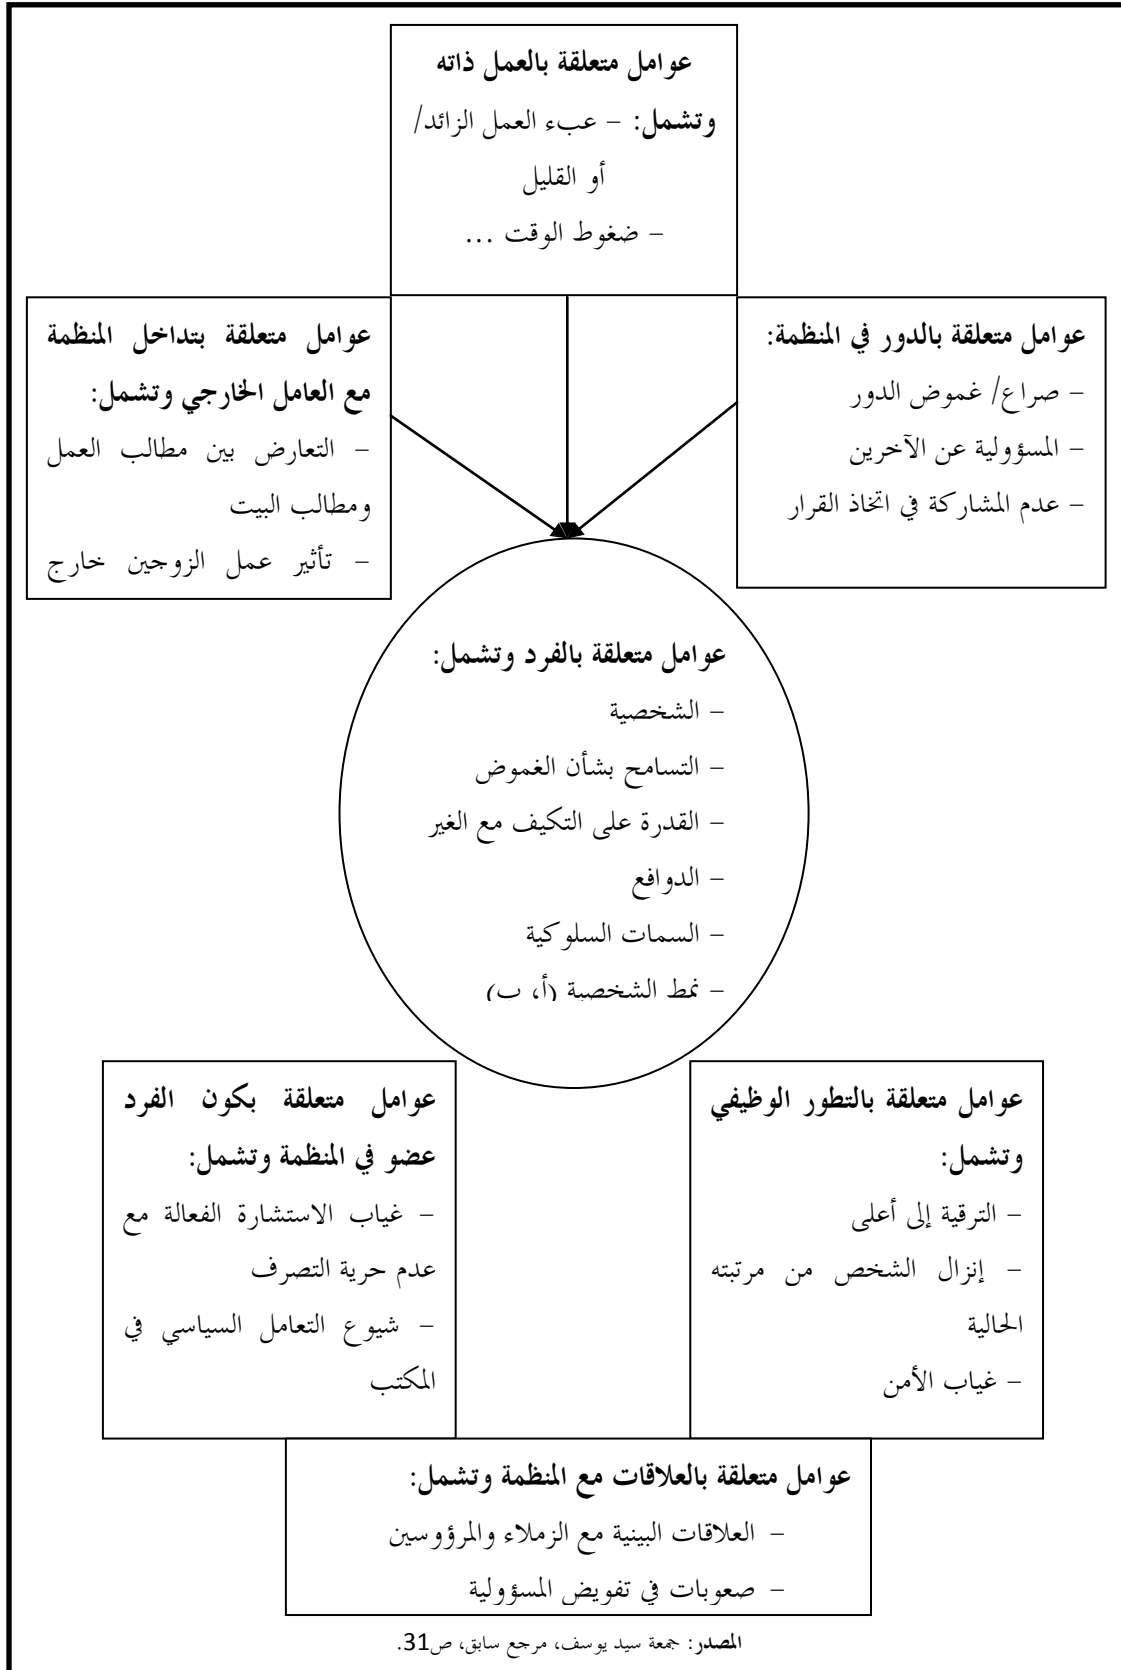 عوامل متعلقة بالعمل ذاته
وتشمل: – عبء العمل الزائد/
أو القليل
– ضغوط الوقت ...
عوامل متعلقة بالدور في المنظمة:
– صراع/ غموض الدور
– المسؤولية عن الآخرين
– عدم المشاركة في اتخاذ القرار
عوامل متعلقة بتداخل المنظمة
مع العامل الخارجي وتشمل:
– التعارض بين مطالب العمل
ومطالب البيت
– تأثير عمل الزوجين خارج
عوامل متعلقة بالفرد وتشمل:
– الشخصية
– التسامح بشأن الغموض
– القدرة على التكيف مع الغير
– الدوافع
– السمات السلوكية
– نمط الشخصية (أ، ب)
عوامل متعلقة بالتطور الوظيفي
وتشمل:
– الترقية إلى أعلى
– إنزال الشخص من مرتبته
الحالية
– غياب الأمن
عوامل متعلقة بكون الفرد
عضو في المنظمة وتشمل:
– غياب الاستشارة الفعالة مع
عدم حرية التصرف
– شيوع التعامل السياسي في
المكتب
عوامل متعلقة بالعلاقات مع المنظمة وتشمل:
– العلاقات البينية مع الزملاء والمرؤوسين
– صعوبات في تفويض المسؤولية
المصدر: جمعة سيد يوسف، مرجع سابق، ص31.